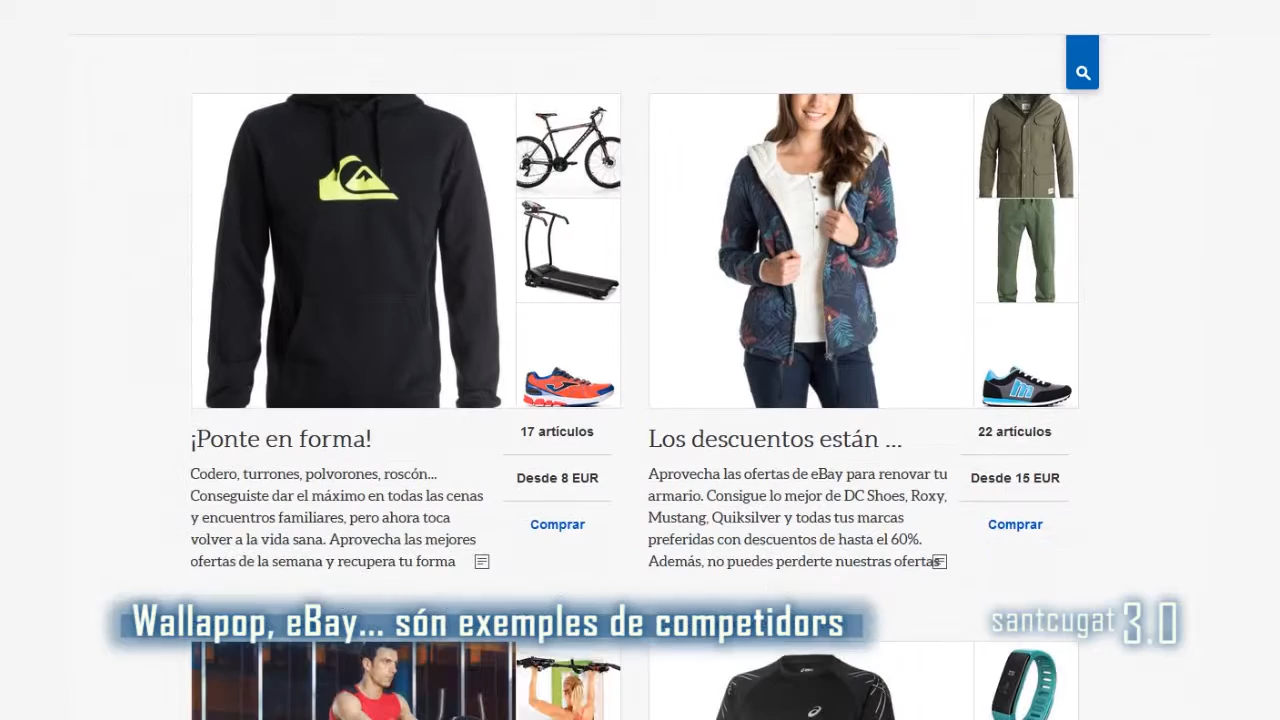 ¡Ponte en forma!
17 artículos
Codero, turrones, polvorones, roscón...
Conseguiste dar el máximo en todas las cenas
y encuentros familiares, pero ahora toca
volver a la vida sana. Aprovecha las mejores
ofertas de la semana y recupera tu forma
Desde 8 EUR
Comprar
Los descuentos están ...
22 artículos
Aprovecha las ofertas de eBay para renovar tu
armario. Consigue lo mejor de DC Shoes, Roxy,
Mustang, Quiksilver y todas tus marcas
preferidas con descuentos de hasta el 60%.
Además, no puedes perderte nuestras ofertas
Desde 15 EUR
Comprar
Wallapop, eBay... són exemples de competidors
santcugat 3.0